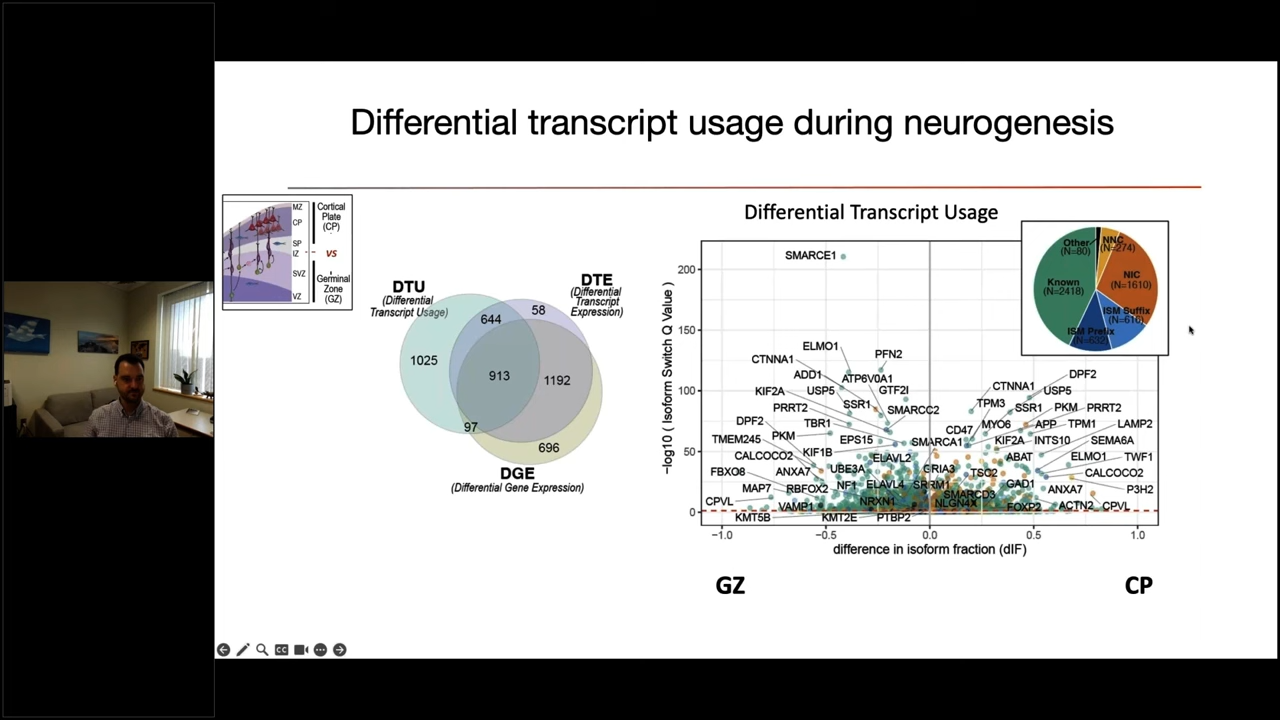 Differential transcript usage during neurogenesis
MZ
CP
SP
IZ
SVZ
VZ
Cortical
Plate
(CP)
VS
Germinal
Zone
(GZ)
DTU
(Differential
Transcript Usage)
DTE
(Differential
Transcript
Expression)
644
58
1025
913
1192
97
696
DGE
(Differential Gene Expression)
Differential Transcript Usage
−log10 ( Isoform Switch Q Value )
200
150
100
50
0
SMARCE1
ELMO1
PFN2
CTNNA1
ADD1
ATP6V0A1
DPF2
KIF2A
USP5
GTF2I
CTNNA1
USP5
PRRT2
SSR1
SMARCC2
TPM3
SSR1
PKM
PRRT2
DPF2
TBR1
CD47
MYO6
APP
TPM1
LAMP2
TMEM245
PKM
EPS15
SMARCA1
KIF2A
INTS10
SEMA6A
CALCOCO2
KIF1B
ELAVL2
ABAT
ELMO1
TWF1
FBXO8
ANXA7
UBE3A
GRIA3
TSC2
CALCOCO2
MAP7
RBFOX2
NF1
ELAVL4
SRRM1
GAD1
ANXA7
P3H2
CPVL
VAMP1
NRXN1
SMARCD3
NLGN4X
FOXP2
ACTN2
CPVL
KMT5B
KMT2E
PTBP2
−1.0
−0.5
0.0
0.5
1.0
difference in isoform fraction (dIF)
GZ
CP
Other
(N=80)
NNC
(N=274)
Known
(N=2418)
NIC
(N=1610)
ISM Suffix
(N=616)
ISM Prefix
(N=632)
CC